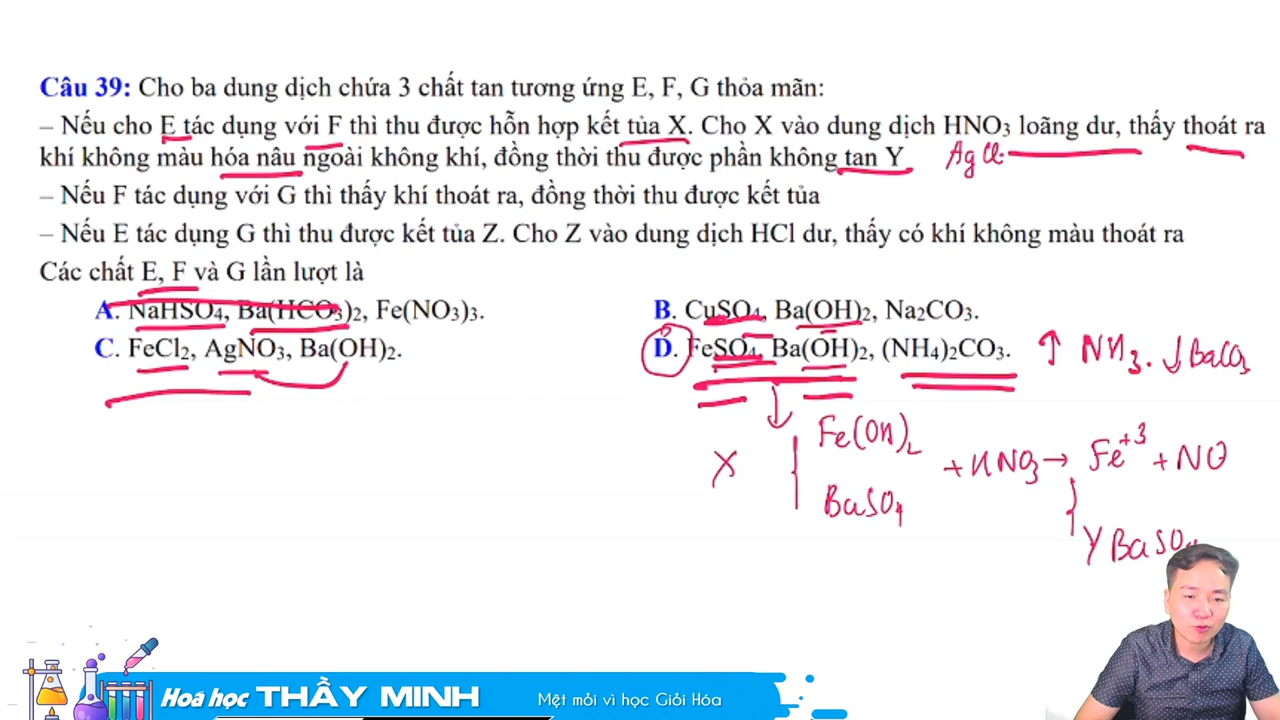 Câu 39: Cho ba dung dịch chứa 3 chất tan tương ứng E, F, G thỏa mãn:
– Nếu cho E tác dụng với F thì thu được hỗn hợp kết tủa X. Cho X vào dung dịch HNO3 loãng dư, thấy thoát ra
khí không màu hóa nâu ngoài không khí, đồng thời thu được phần không tan Y
AgCl
– Nếu F tác dụng với G thì thấy khí thoát ra, đồng thời thu được kết tủa
– Nếu E tác dụng G thì thu được kết tủa Z. Cho Z vào dung dịch HCl dư, thấy có khí không màu thoát ra
Các chất E, F và G lần lượt là
A. NaHSO4, Ba(HCO3)2, Fe(NO3)3.
B. CuSO4, Ba(OH)2, Na2CO3.
C. FeCl2, AgNO3, Ba(OH)2.
D. FeSO4, Ba(OH)2, (NH4)2CO3.
↑ NH3. ↓BaCO3
X { Fe(OH)2 + HNO3 → Fe+3 + NO
BaSO4
{ Y BaSO4
Hoá học THẦY MINH
Mệt mỏi vì học Giỏi Hóa